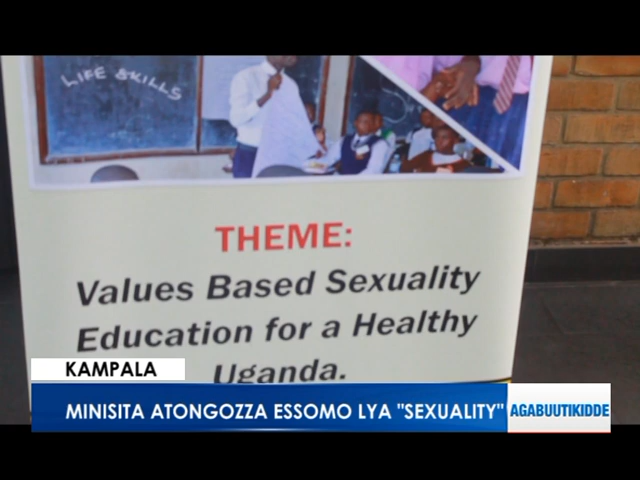 LIFE SKILLS
THEME:
Values Based Sexuality
Education for a Healthy
Uganda.
KAMPALA
MINISITA ATONGOZZA ESSOMO LYA "SEXUALITY"
AGABUUTIKIDDE